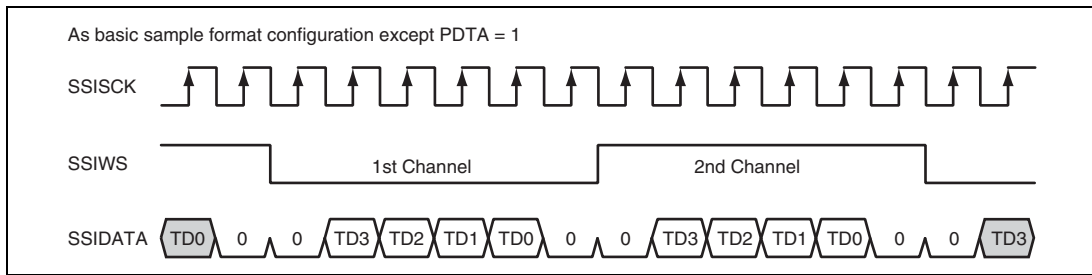 As basic sample format configuration except PDTA = 1
SSISCK
SSIWS 1st Channel 2nd Channel
SSIDATA TD0 0 0 TD3 TD2 TD1 TD0 0 0 TD3 TD2 TD1 TD0 0 0 TD3